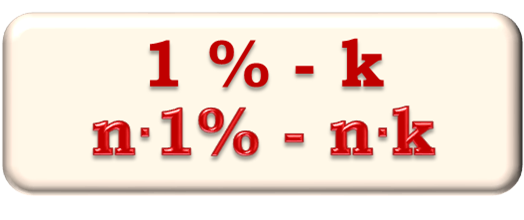 1 % - k
n·1% - n·k